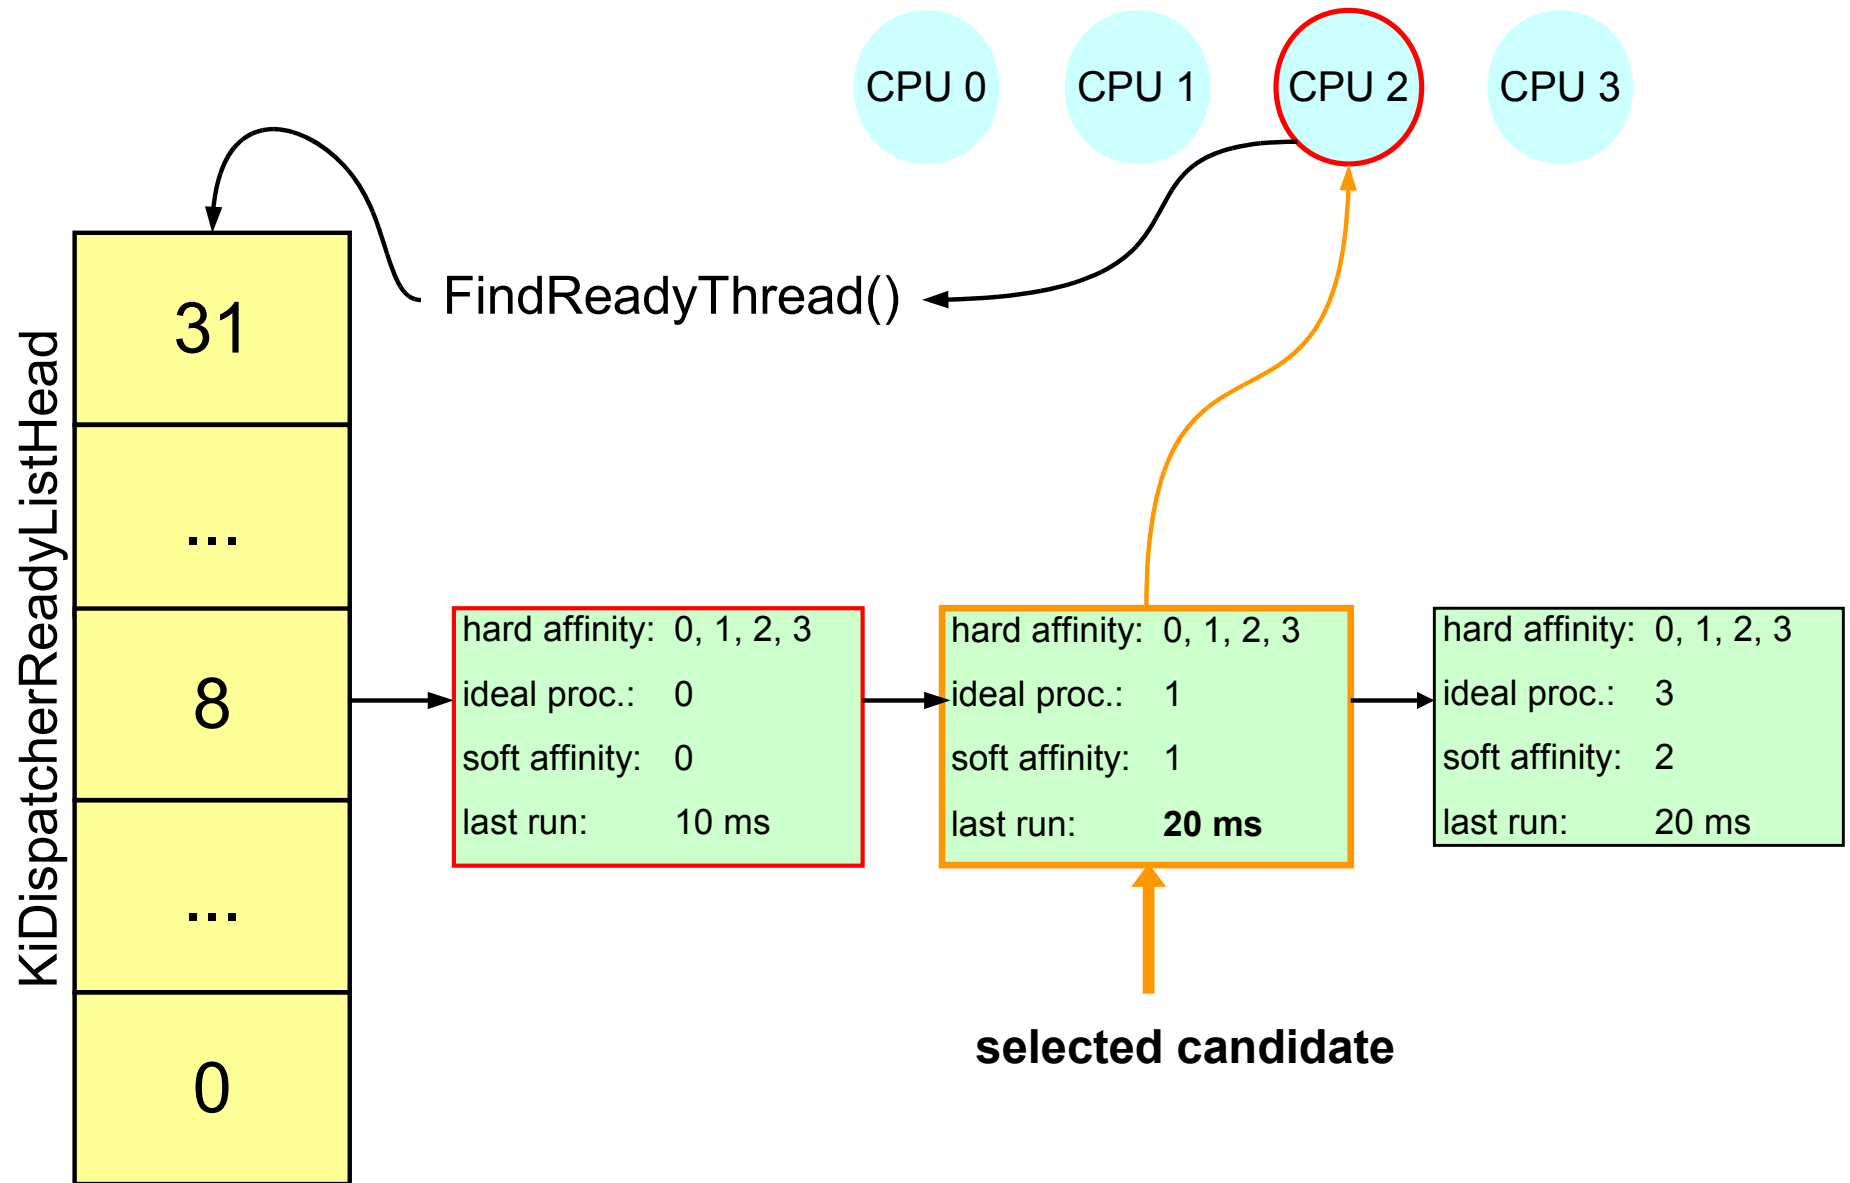 CPU 0
CPU 1
CPU 2
CPU 3
FindReadyThread()
KiDispatcherReadyListHead
31
...
8
...
0
hard affinity: 0, 1, 2, 3
ideal proc.: 0
soft affinity: 0
last run: 10 ms
hard affinity: 0, 1, 2, 3
ideal proc.: 1
soft affinity: 1
last run: 20 ms
hard affinity: 0, 1, 2, 3
ideal proc.: 3
soft affinity: 2
last run: 20 ms
selected candidate